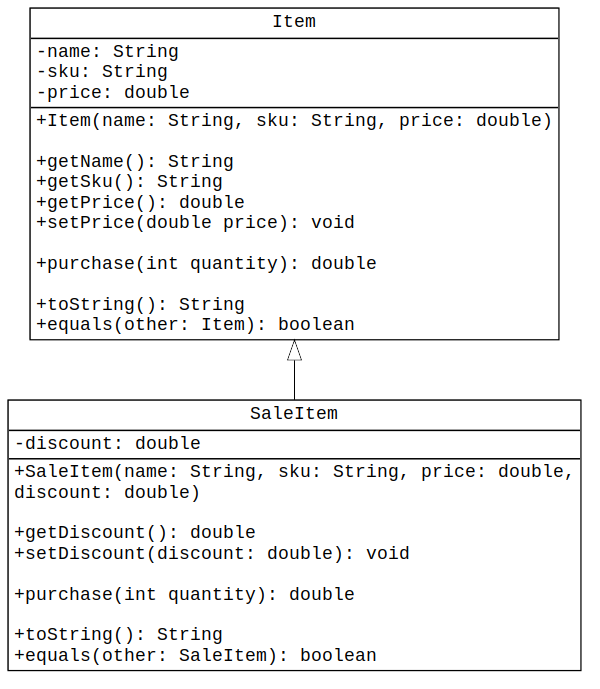 Item
-name: String
-sku: String
-price: double
+Item(name: String, sku: String, price: double)
+getName(): String
+getSku(): String
+getPrice(): double
+setPrice(double price): void
+purchase(int quantity): double
+toString(): String
+equals(other: Item): boolean
SaleItem
-discount: double
+SaleItem(name: String, sku: String, price: double,
discount: double)
+getDiscount(): double
+setDiscount(discount: double): void
+purchase(int quantity): double
+toString(): String
+equals(other: SaleItem): boolean